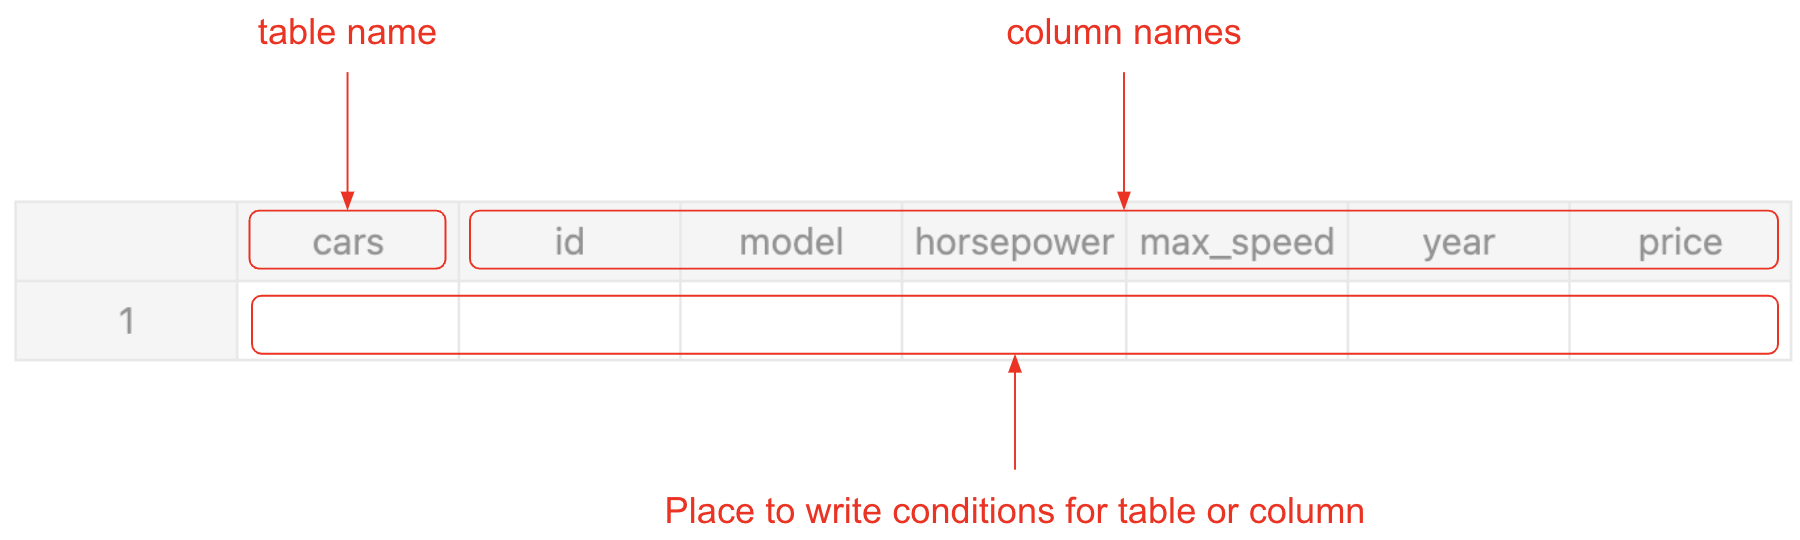 table name
column names
cars id model horsepower max_speed year price
1
Place to write conditions for table or column